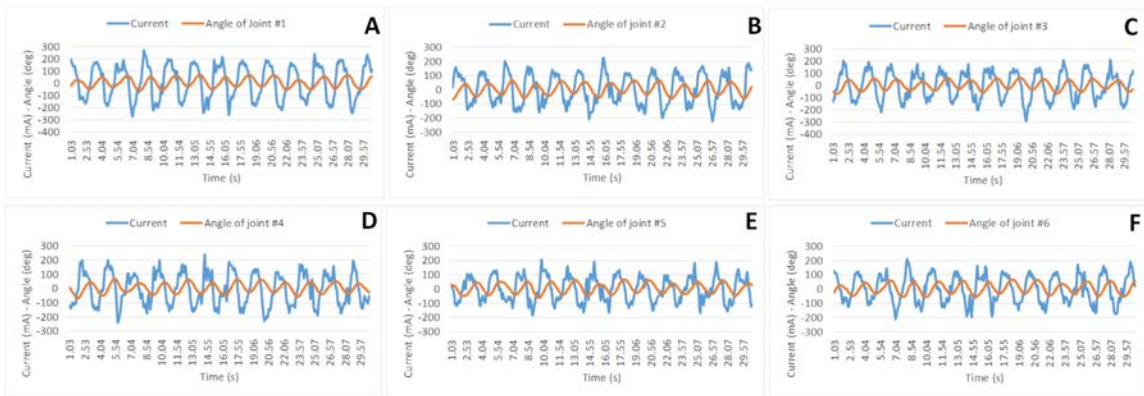 Current Angle of Joint #1 A
Current (mA) - Angle (deg)
300
200
100
0
-100
-200
-300
-400
1.03 2.53 4.04 5.54 7.04 8.54 10.04 11.54 13.05 14.55 16.05 17.55 19.06 20.56 22.06 23.57 25.07 26.57 28.07 29.57
Time (s)
Current Angle of joint #2 B
Current (mA) - Angle (deg)
300
200
100
0
-100
-200
-300
1.03 2.53 4.04 5.54 7.04 8.54 10.04 11.54 13.05 14.55 16.05 17.55 19.06 20.56 22.06 23.57 25.07 26.57 28.07 29.57
Time (s)
Current Angle of joint #3 C
Current (mA) - Angle (deg)
300
200
100
0
-100
-200
-300
-400
1.03 2.53 4.04 5.54 7.04 8.54 10.04 11.54 13.05 14.55 16.05 17.55 19.06 20.56 22.06 23.57 25.07 26.57 28.07 29.57
Time (s)
Current Angle of joint #4 D
Current (mA) - Angle (deg)
300
200
100
0
-100
-200
-300
1.03 2.53 4.04 5.54 7.04 8.54 10.04 11.54 13.05 14.55 16.05 17.55 19.06 20.56 22.06 23.57 25.07 26.57 28.07 29.57
Time (s)
Current Angle of joint #5 E
Current (mA) - Angle (deg)
300
200
100
0
-100
-200
-300
1.03 2.53 4.04 5.54 7.04 8.54 10.04 11.54 13.05 14.55 16.05 17.55 19.06 20.56 22.06 23.57 25.07 26.57 28.07 29.57
Time (s)
Current Angle of joint #6 F
Current (mA) - Angle (deg)
300
200
100
0
-100
-200
-300
1.03 2.53 4.04 5.54 7.04 8.54 10.04 11.54 13.05 14.55 16.05 17.55 19.06 20.56 22.06 23.57 25.07 26.57 28.07 29.57
Time (s)